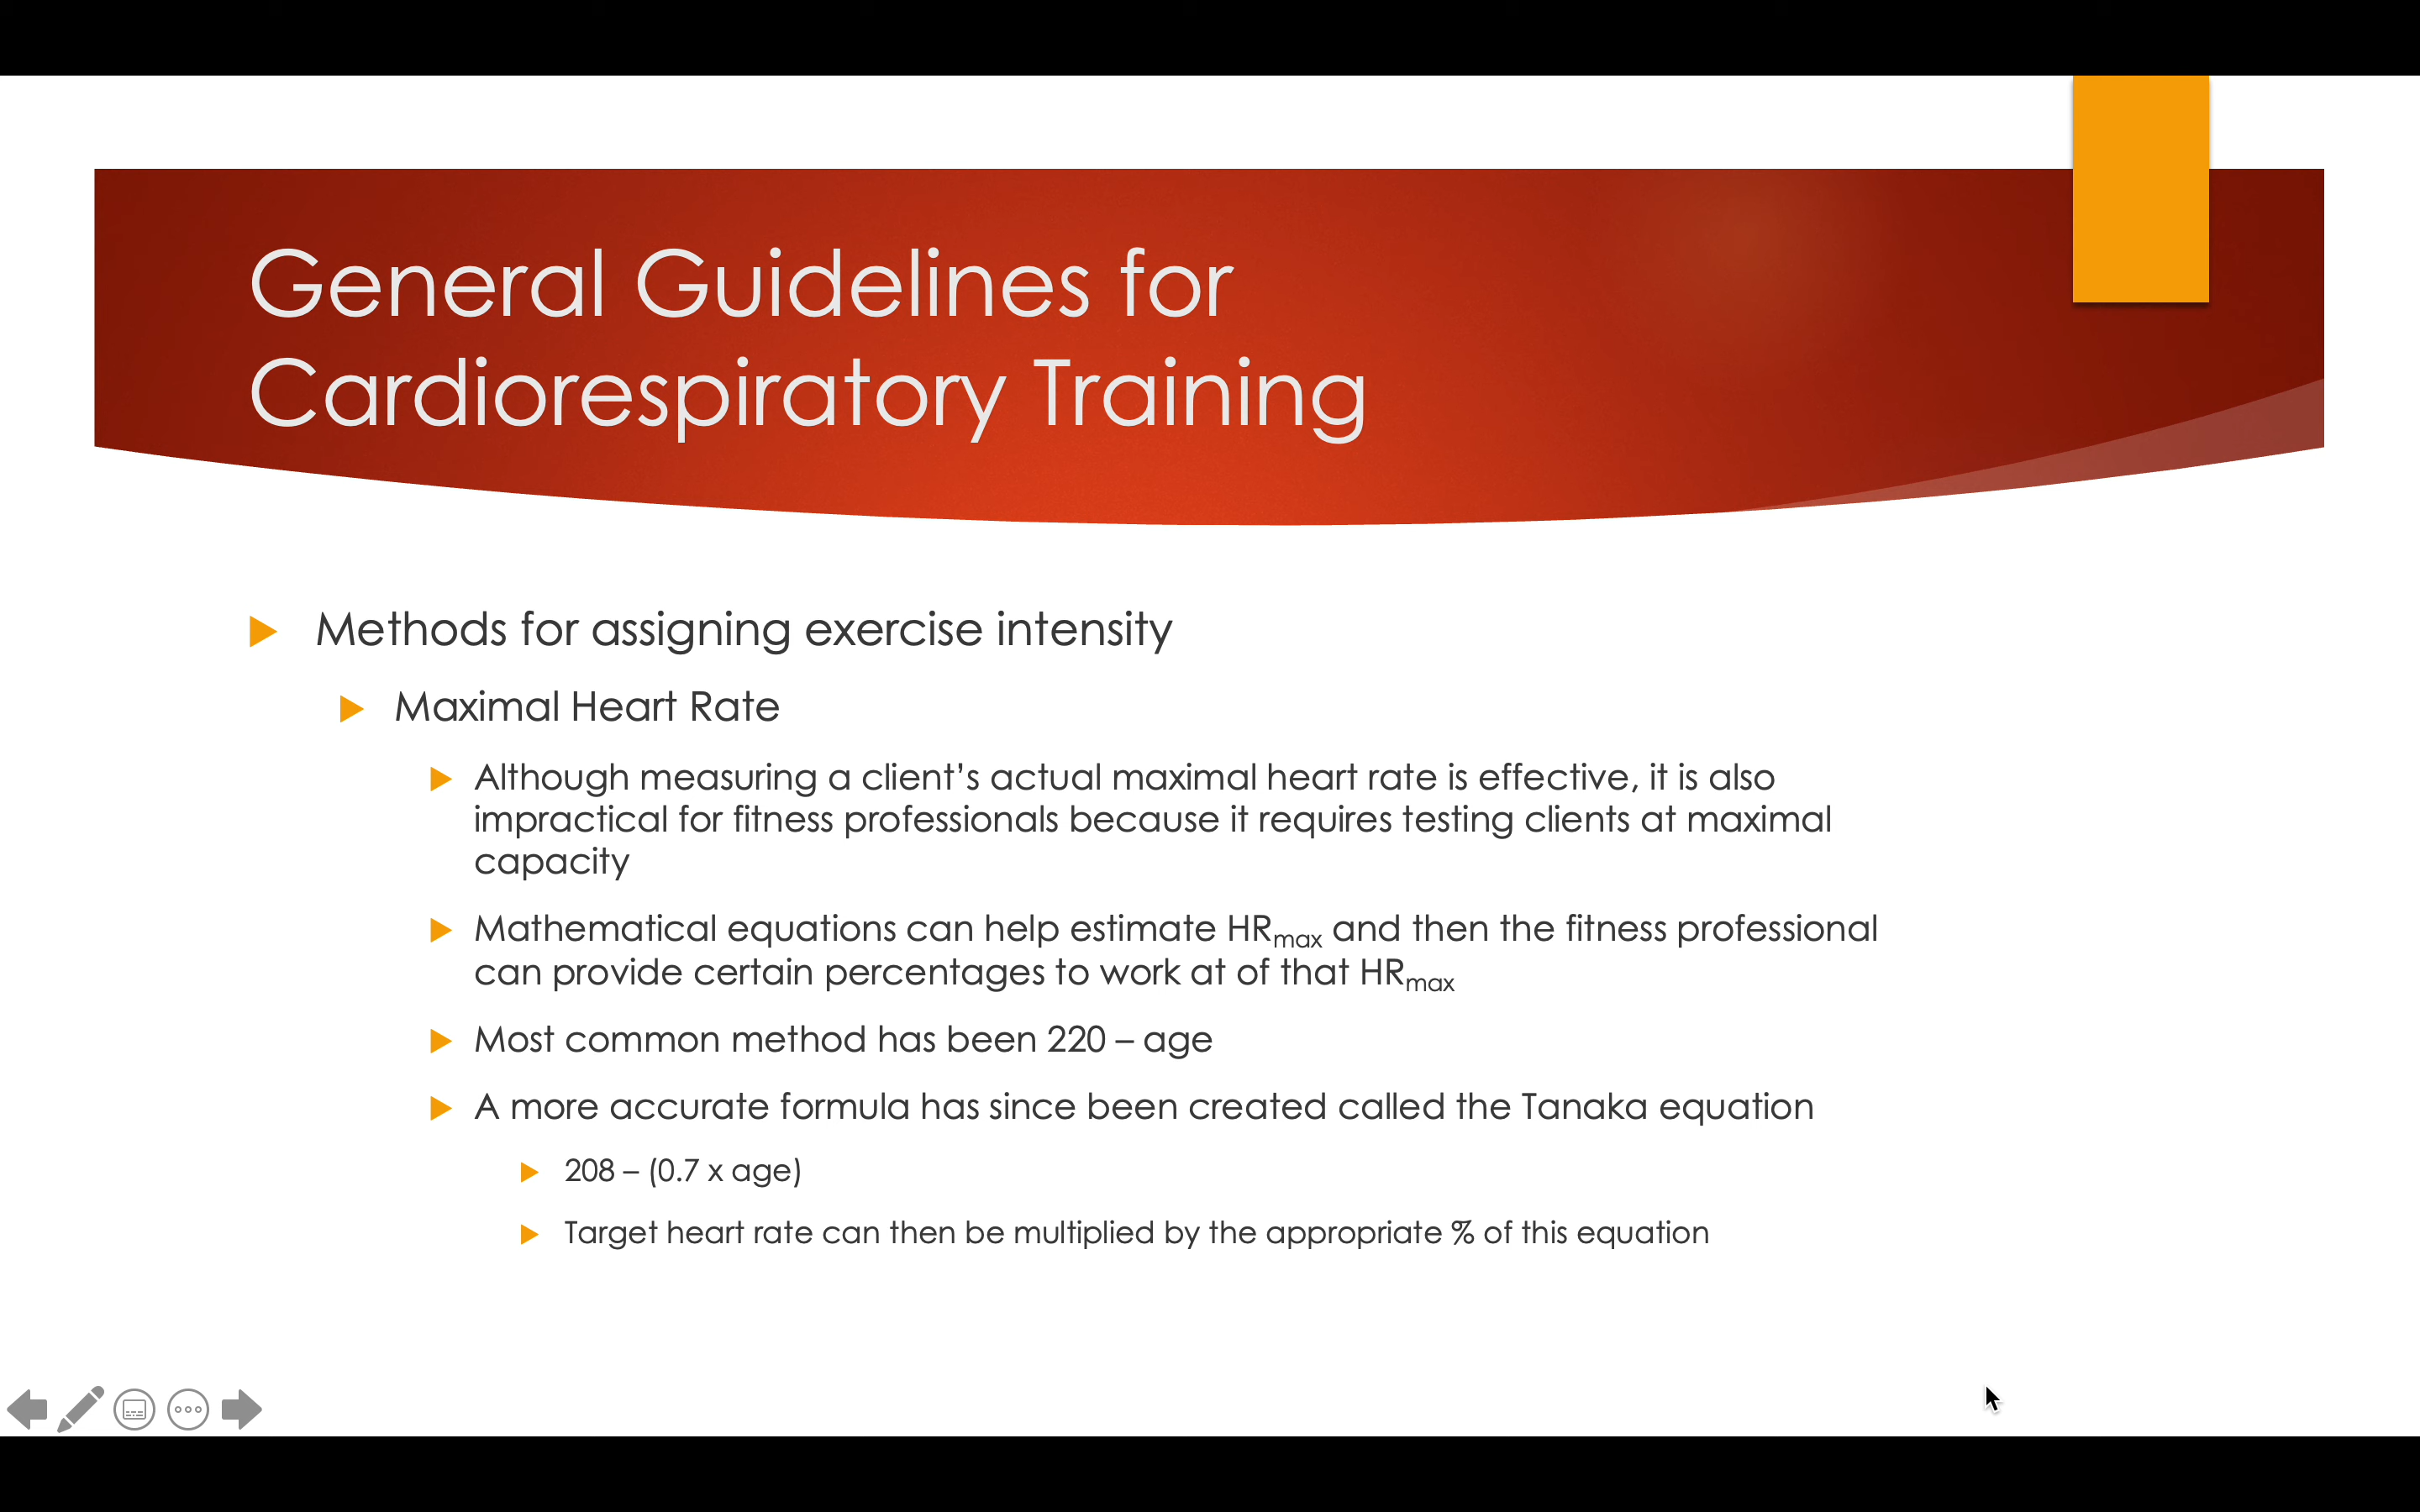 General Guidelines for
Cardiorespiratory Training
Methods for assigning exercise intensity
Maximal Heart Rate
Although measuring a client’s actual maximal heart rate is effective, it is also
impractical for fitness professionals because it requires testing clients at maximal
capacity
Mathematical equations can help estimate HRmax and then the fitness professional
can provide certain percentages to work at of that HRmax
Most common method has been 220 – age
A more accurate formula has since been created called the Tanaka equation
208 – (0.7 x age)
Target heart rate can then be multiplied by the appropriate % of this equation